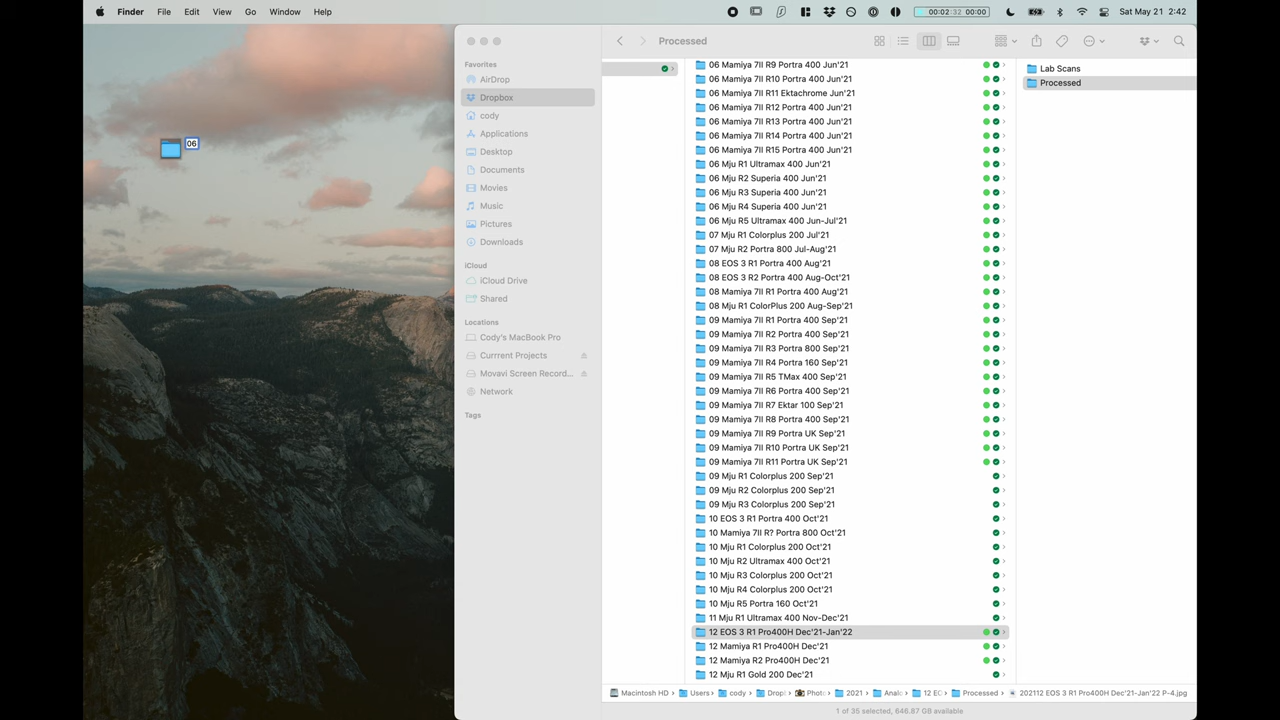 Finder File Edit View Go Window Help 00:02:32 00:00 Sat May 21 2:42
Processed
06
Favorites
AirDrop
Dropbox
cody
Applications
Desktop
Documents
Movies
Music
Pictures
Downloads
iCloud
iCloud Drive
Shared
Locations
Cody's MacBook Pro
Currrent Projects
Movavi Screen Record...
Network
Tags
06 Mamiya 7II R9 Portra 400 Jun'21
06 Mamiya 7II R10 Portra 400 Jun'21
06 Mamiya 7II R11 Ektachrome Jun'21
06 Mamiya 7II R12 Portra 400 Jun'21
06 Mamiya 7II R13 Portra 400 Jun'21
06 Mamiya 7II R14 Portra 400 Jun'21
06 Mamiya 7II R15 Portra 400 Jun'21
06 Mju R1 Ultramax 400 Jun'21
06 Mju R2 Superia 400 Jun'21
06 Mju R3 Superia 400 Jun'21
06 Mju R4 Superia 400 Jun'21
06 Mju R5 Ultramax 400 Jun-Jul'21
07 Mju R1 Colorplus 200 Jul'21
07 Mju R2 Portra 800 Jul-Aug'21
08 EOS 3 R1 Portra 400 Aug'21
08 EOS 3 R2 Portra 400 Aug-Oct'21
08 Mamiya 7II R1 Portra 400 Aug'21
08 Mju R1 ColorPlus 200 Aug-Sep'21
09 Mamiya 7II R1 Portra 400 Sep'21
09 Mamiya 7II R2 Portra 400 Sep'21
09 Mamiya 7II R3 Portra 800 Sep'21
09 Mamiya 7II R4 Portra 160 Sep'21
09 Mamiya 7II R5 TMax 400 Sep'21
09 Mamiya 7II R6 Portra 400 Sep'21
09 Mamiya 7II R7 Ektar 100 Sep'21
09 Mamiya 7II R8 Portra 400 Sep'21
09 Mamiya 7II R9 Portra UK Sep'21
09 Mamiya 7II R10 Portra UK Sep'21
09 Mamiya 7II R11 Portra UK Sep'21
09 Mju R1 Colorplus 200 Sep'21
09 Mju R2 Colorplus 200 Sep'21
09 Mju R3 Colorplus 200 Sep'21
10 EOS 3 R1 Portra 400 Oct'21
10 Mamiya 7II R? Portra 800 Oct'21
10 Mju R1 Colorplus 200 Oct'21
10 Mju R2 Ultramax 400 Oct'21
10 Mju R3 Colorplus 200 Oct'21
10 Mju R4 Colorplus 200 Oct'21
10 Mju R5 Portra 160 Oct'21
11 Mju R1 Ultramax 400 Nov-Dec'21
12 EOS 3 R1 Pro400H Dec'21-Jan'22
12 Mamiya R1 Pro400H Dec'21
12 Mamiya R2 Pro400H Dec'21
12 Mju R1 Gold 200 Dec'21
Lab Scans
Processed
Macintosh HD Users cody Drop Photo 2021 Analo 12 EO Processed 202112 EOS 3 R1 Pro400H Dec'21-Jan'22 P-4.jpg
1 of 35 selected, 646.87 GB available